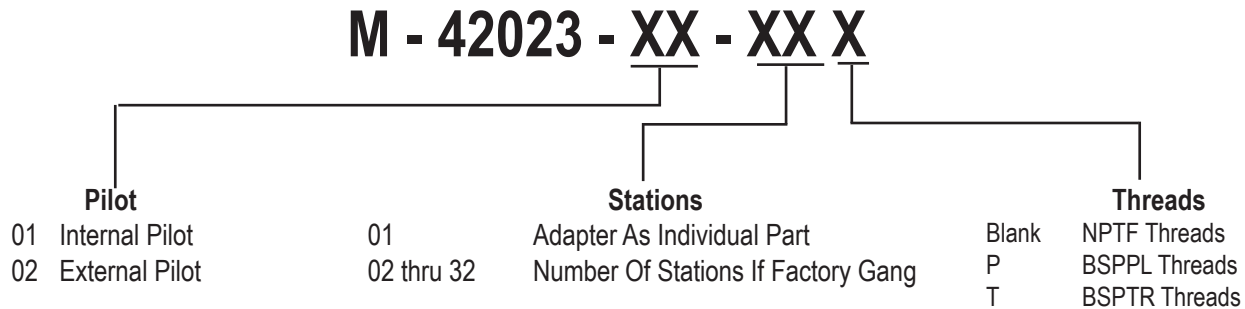 M - 42023 - XX - XX X
Pilot
01 Internal Pilot
02 External Pilot
Stations
01 Adapter As Individual Part
02 thru 32 Number Of Stations If Factory Gang
Threads
Blank NPTF Threads
P BSPPL Threads
T BSPTR Threads